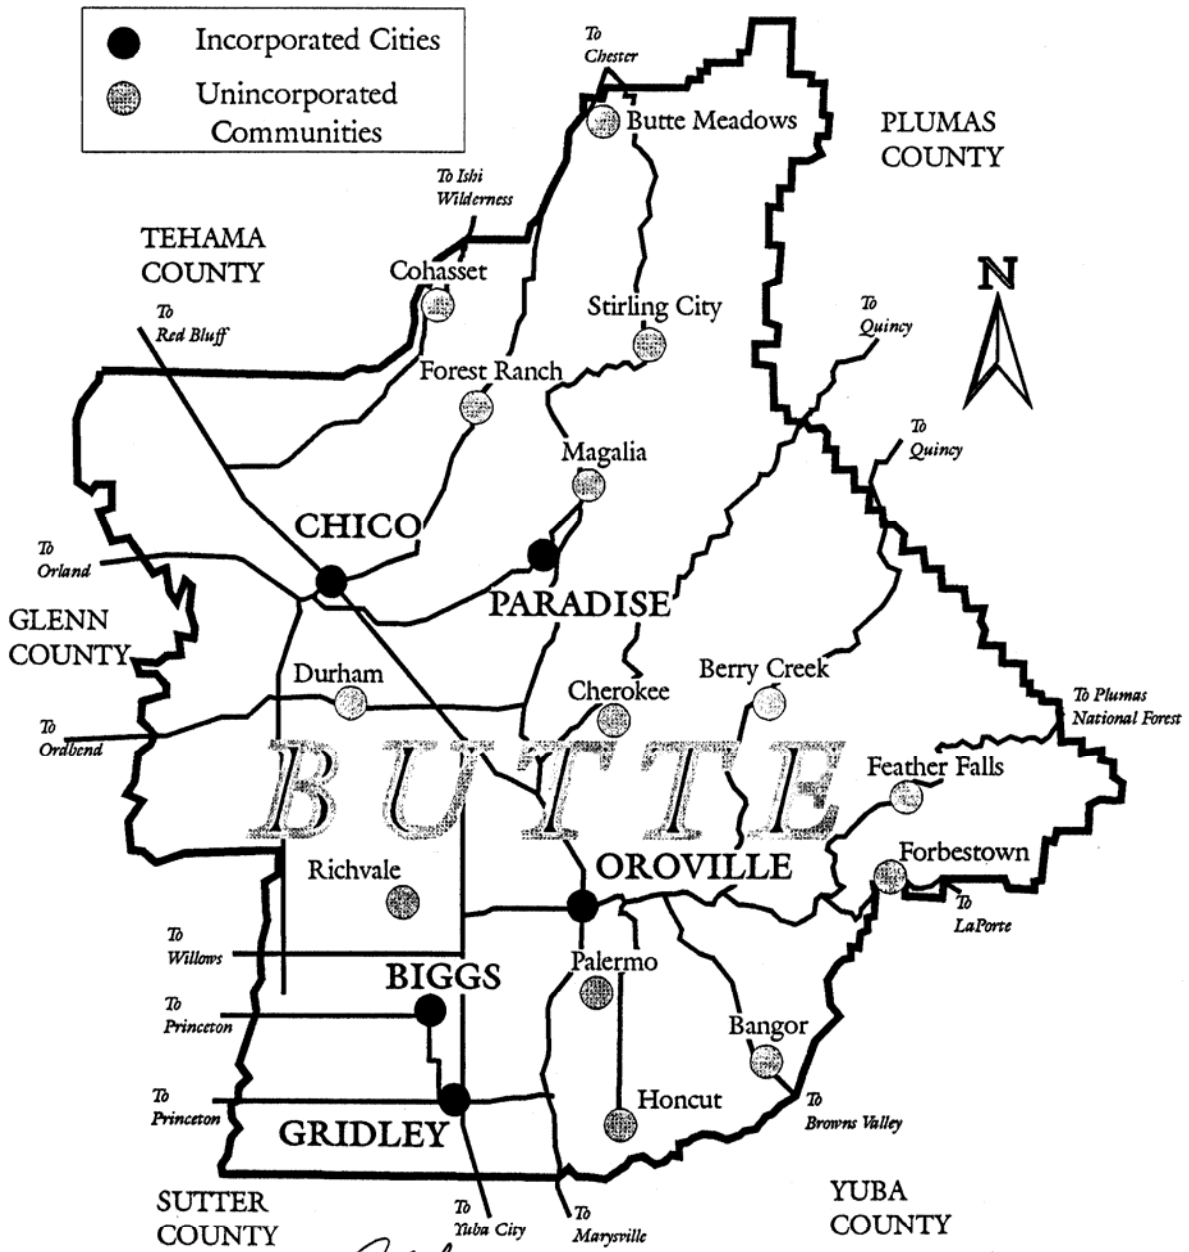 Incorporated Cities
Unincorporated
Communities
To
Chester
Butte Meadows
PLUMAS
COUNTY
To Ishi
Wilderness
TEHAMA
COUNTY
Cohasset
N
To
Red Bluff
Stirling City
To
Quincy
Forest Ranch
To
Quincy
Magalia
CHICO
To
Orland
PARADISE
GLENN
COUNTY
Durham
Berry Creek
Cherokee
To Plumas
National Forest
To
Ordbend
BUTTE
Feather Falls
OROVILLE
Forbestown
Richvale
To
LaPorte
To
Willows
Palermo
BIGGS
To
Princeton
Bangor
To
Princeton
Honcut
To
Browns Valley
GRIDLEY
SUTTER
COUNTY
To
Yuba City
To
Marysville
YUBA
COUNTY